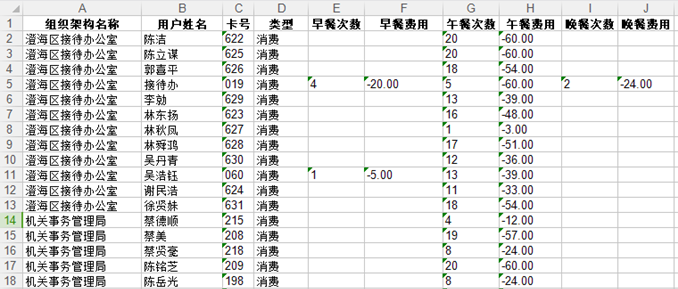 A B C D E F G H I J
1 组织架构名称 用户姓名 卡号 类型 早餐次数 早餐费用 午餐次数 午餐费用 晚餐次数 晚餐费用
2 澄海区接待办公室 陈洁 622 消费 20 -60.00
3 澄海区接待办公室 陈立谋 625 消费 20 -60.00
4 澄海区接待办公室 郭喜平 626 消费 18 -54.00
5 澄海区接待办公室 接待办 019 消费 4 -20.00 5 -60.00 2 -24.00
6 澄海区接待办公室 李勃 629 消费 13 -39.00
7 澄海区接待办公室 林东扬 623 消费 16 -48.00
8 澄海区接待办公室 林秋凤 627 消费 1 -3.00
9 澄海区接待办公室 林舜鸿 628 消费 17 -51.00
10 澄海区接待办公室 吴丹青 630 消费 12 -36.00
11 澄海区接待办公室 吴浩钰 060 消费 1 -5.00 13 -39.00
12 澄海区接待办公室 谢民浩 624 消费 11 -33.00
13 澄海区接待办公室 徐贤妹 631 消费 18 -54.00
14 机关事务管理局 蔡德顺 215 消费 4 -12.00
15 机关事务管理局 蔡美 208 消费 19 -57.00
16 机关事务管理局 蔡贤毫 218 消费 8 -24.00
17 机关事务管理局 陈铭芝 209 消费 20 -60.00
18 机关事务管理局 陈岳光 198 消费 8 -24.00